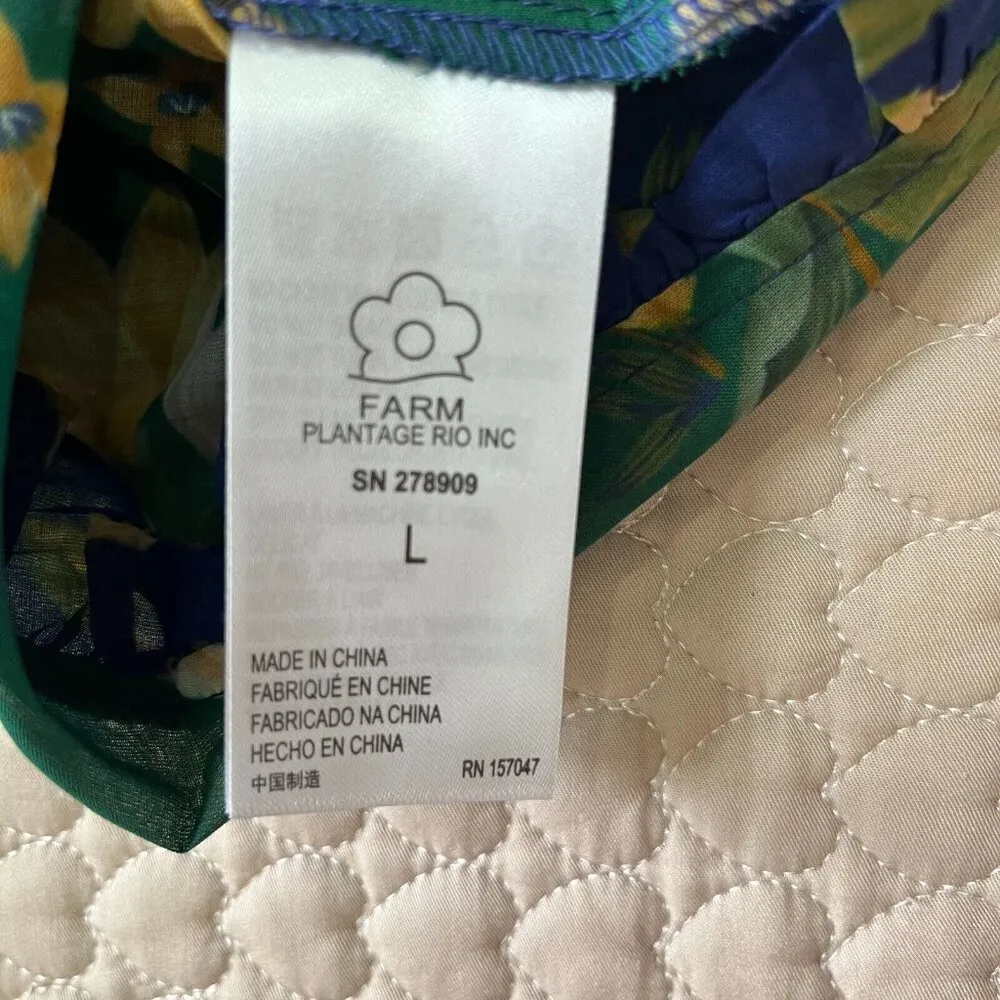 FARM
PLANTAGE RIO INC
SN 278909
L
MADE IN CHINA
FABRIQUÉ EN CHINE
FABRICADO NA CHINA
HECHO EN CHINA
中国制造
RN 157047